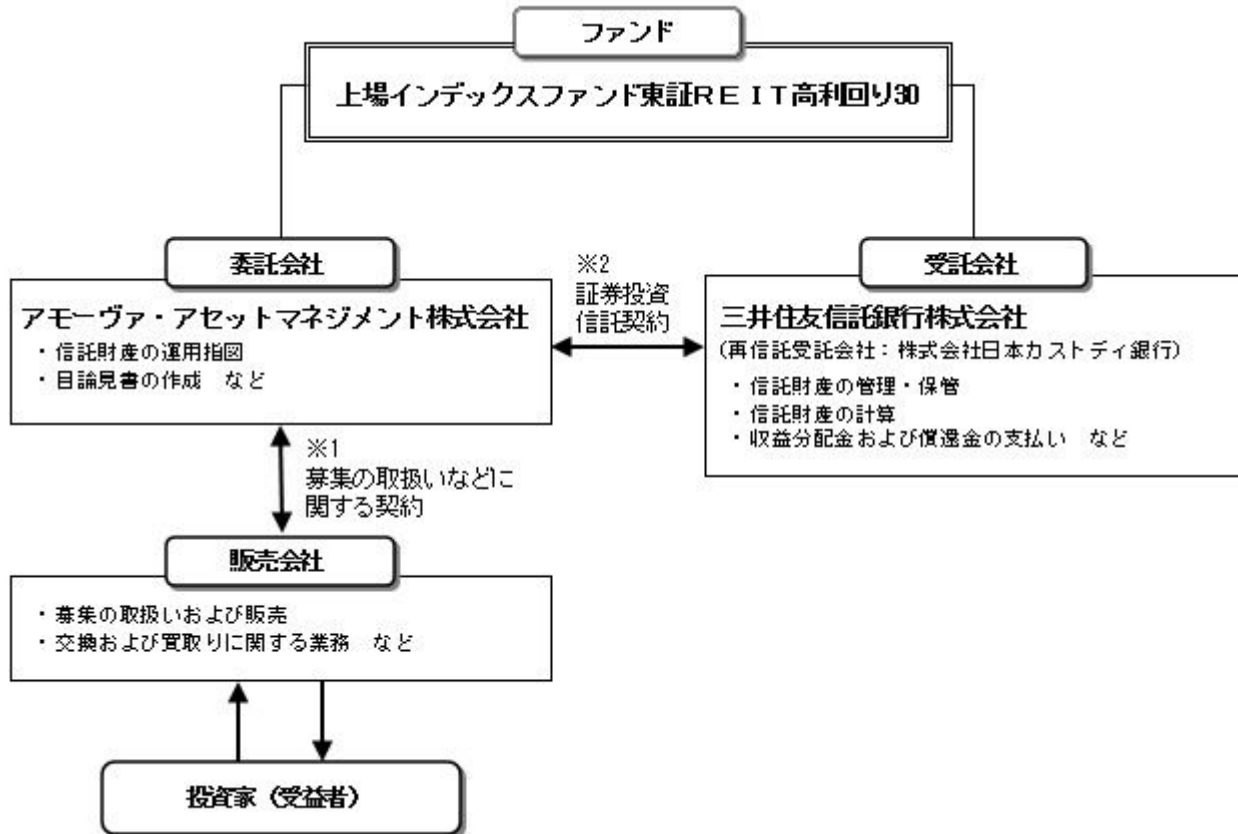 ファンド
上場インデックスファンド東証REIT高利回り30
委託会社
アモーヴァ・アセットマネジメント株式会社
・信託財産の運用指図
・目論見書の作成 など
※2
証券投資
信託契約
受託会社
三井住友信託銀行株式会社
(再信託受託会社：株式会社日本カストディ銀行)
・信託財産の管理・保管
・信託財産の計算
・収益分配金および償還金の支払い など
※1
募集の取扱いなどに
関する契約
販売会社
・募集の取扱いおよび販売
・交換および買取りに関する業務 など
投資家（受益者）